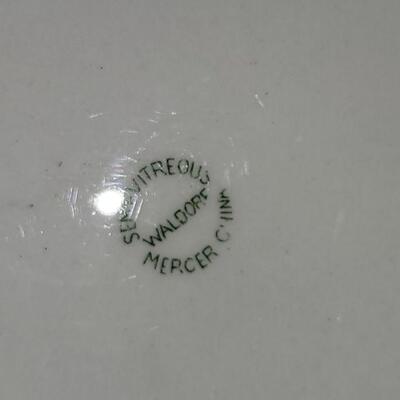 SEMI VITREOUS
WALDORF
MERCER CHINA